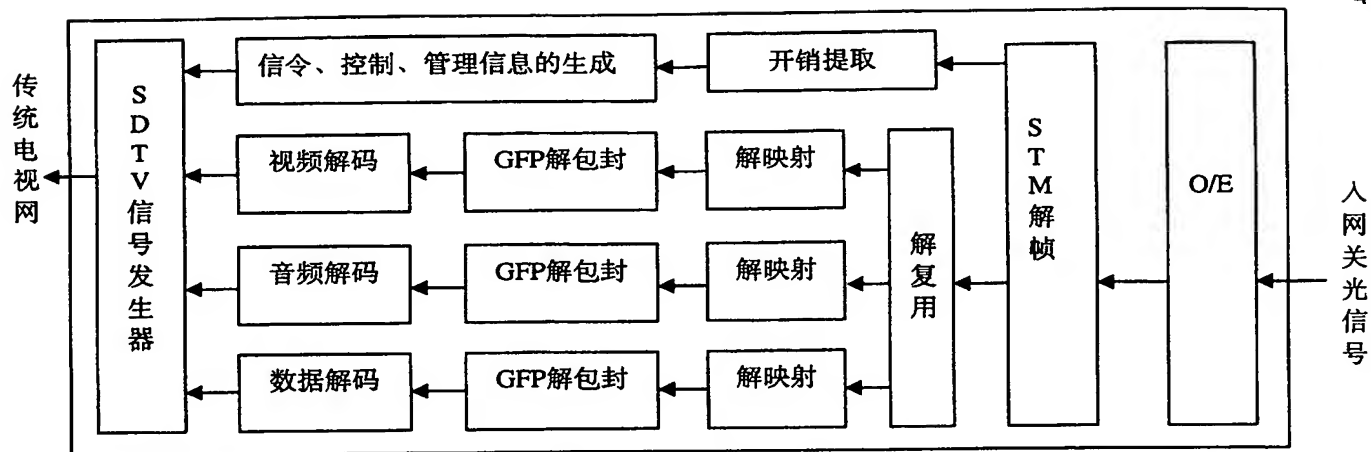 传统电视网
SDTV信号发生器
信令、控制、管理信息的生成
开销提取
视频解码
GFP解包封
解映射
音频解码
GFP解包封
解映射
数据解码
GFP解包封
解映射
解复用
STM解帧
O/E
入网关光信号